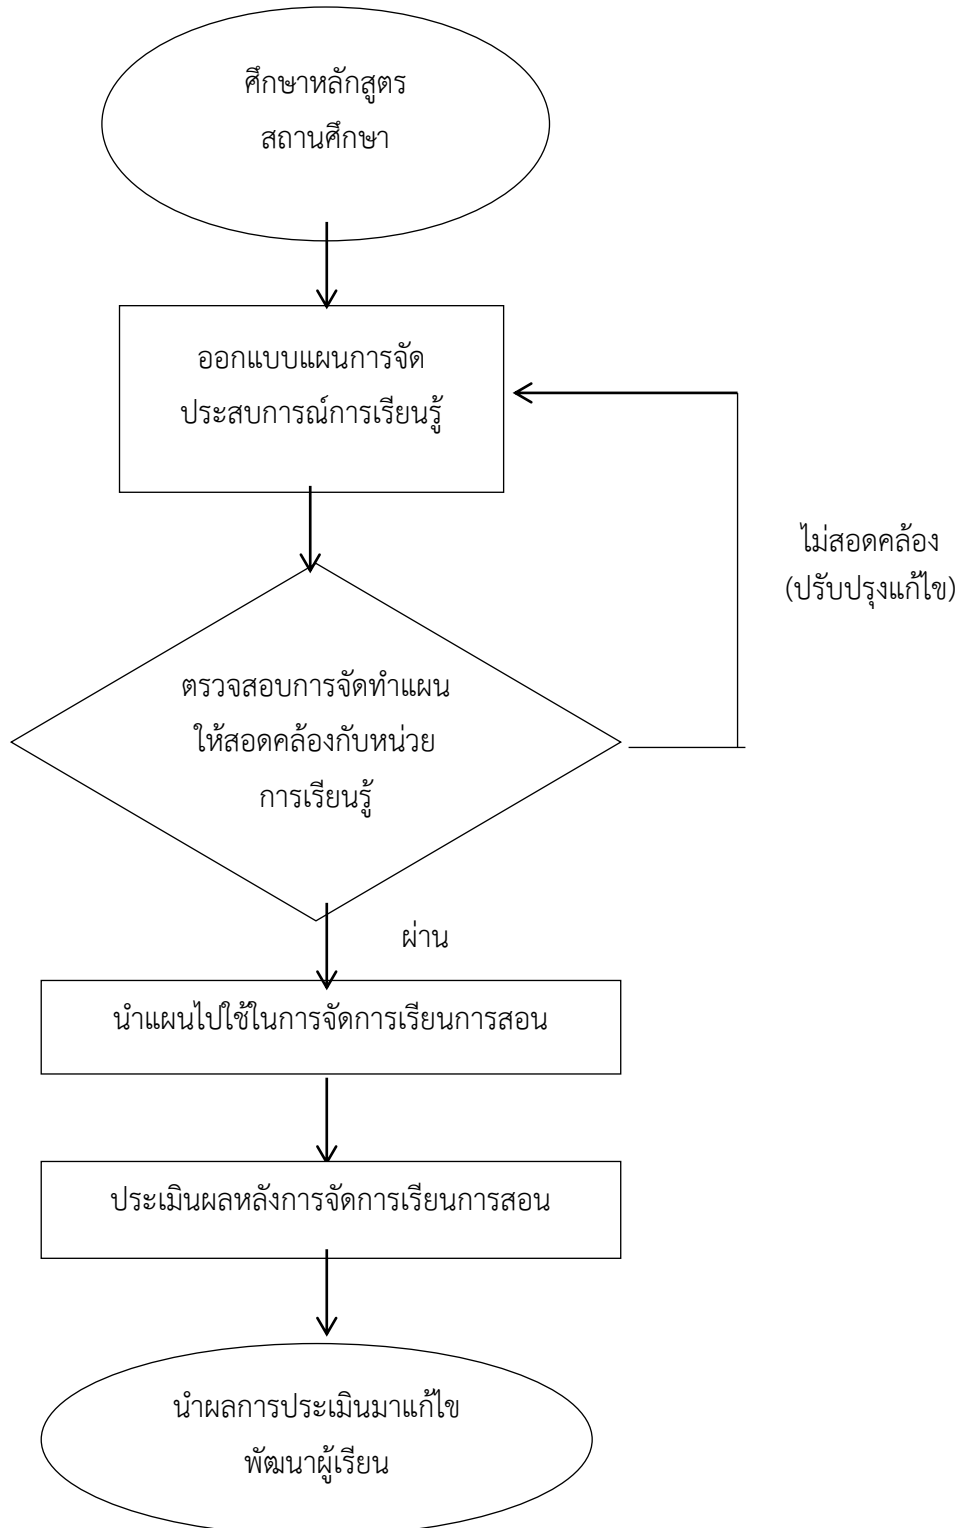 ศึกษาหลักสูตร
สถานศึกษา
ออกแบบแผนการจัด
ประสบการณ์การเรียนรู้
ไม่สอดคล้อง
(ปรับปรุงแก้ไข)
ตรวจสอบการจัดทำแผน
ให้สอดคล้องกับหน่วย
การเรียนรู้
ผ่าน
นำแผนไปใช้ในการจัดการเรียนการสอน
ประเมินผลหลังการจัดการเรียนการสอน
นำผลการประเมินมาแก้ไข
พัฒนาผู้เรียน